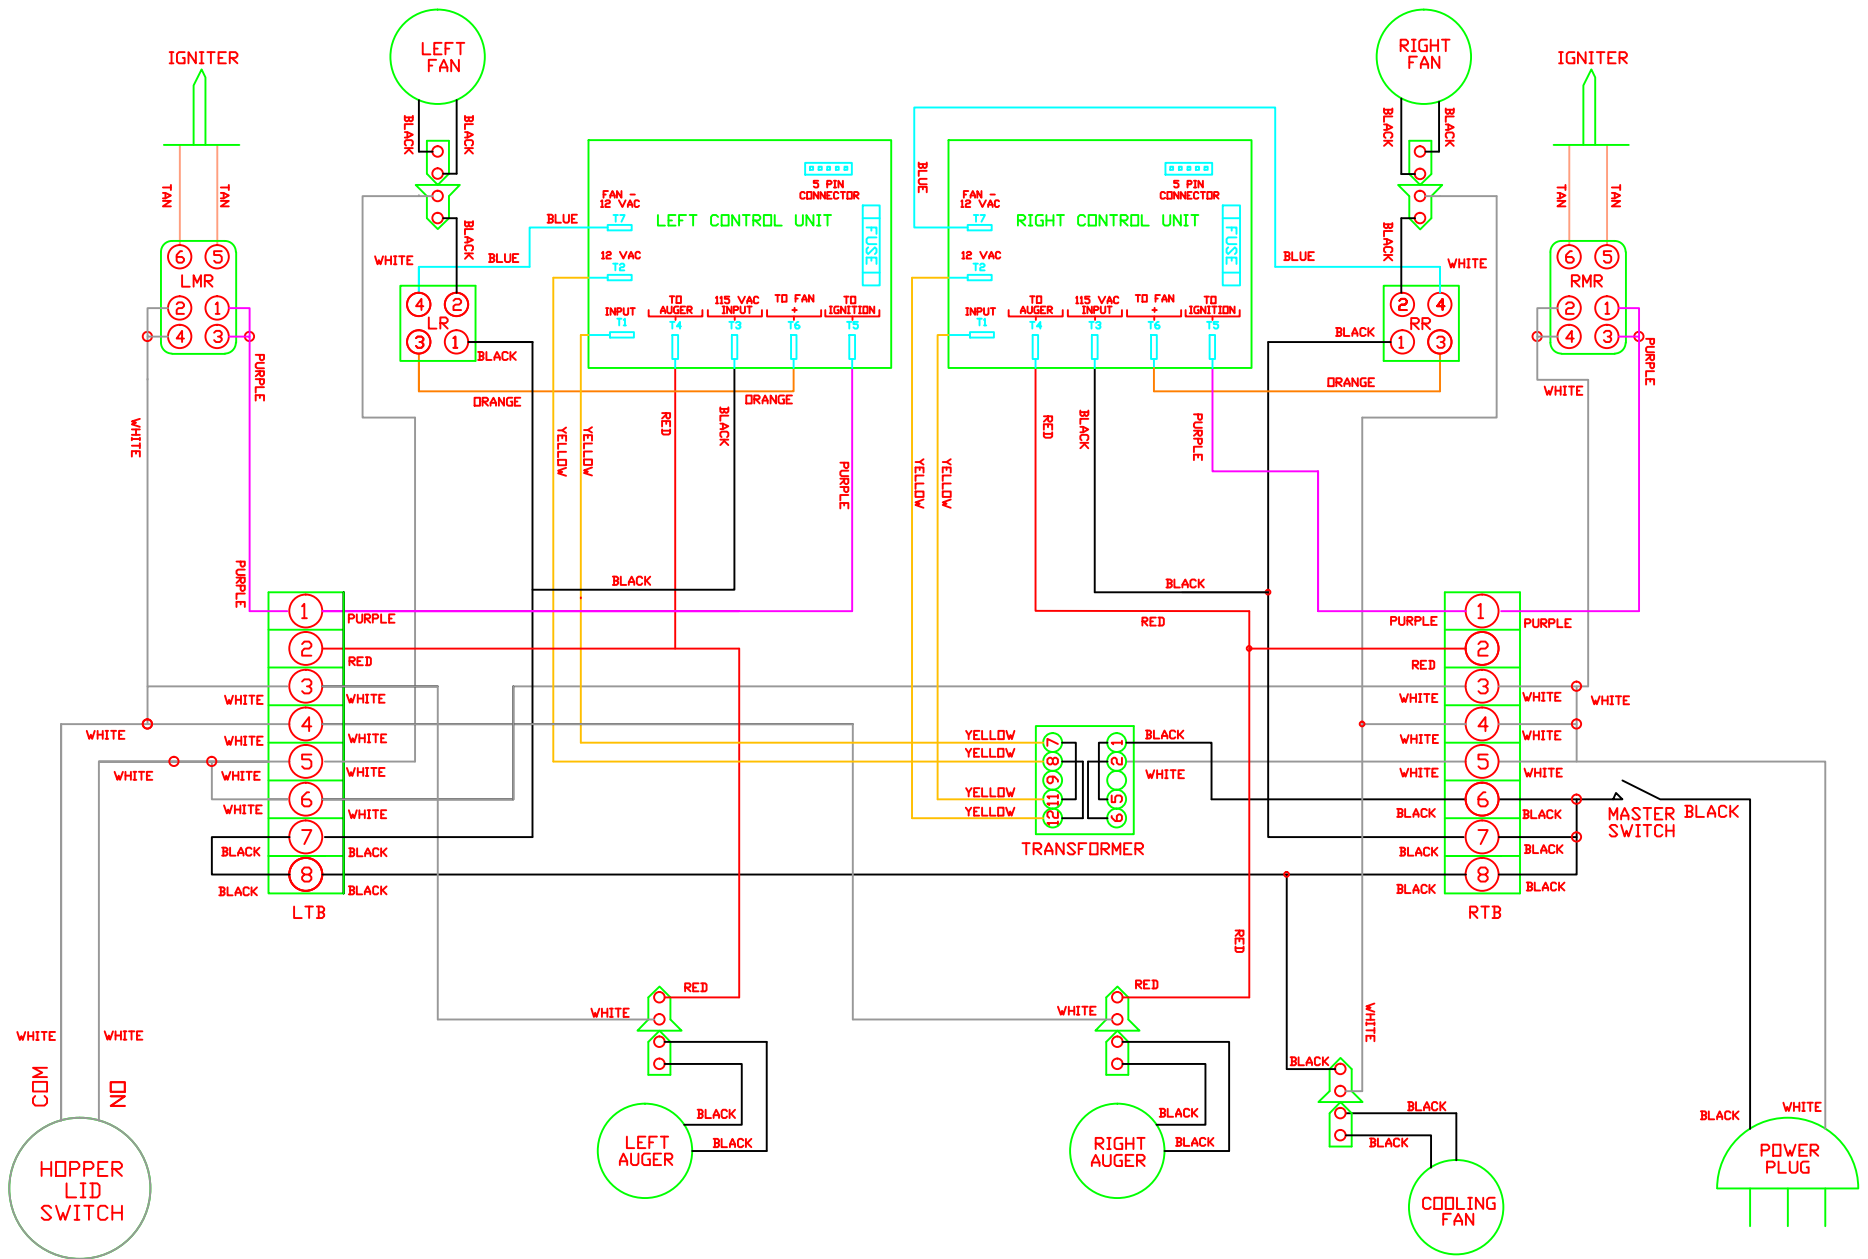 IGNITER
LEFT
FAN
RIGHT
FAN
IGNITER
BLACK
BLACK
BLACK
BLACK
TAN
TAN
BLUE
5 PIN
CONNECTOR
FAN -
12 VAC
T7
LEFT CONTROL UNIT
FUSE
12 VAC
T2
INPUT
T1
TO
AUGER
T4
115 VAC
INPUT
T3
TO FAN
+
T6
TO
IGNITION
T5
5 PIN
CONNECTOR
FAN -
12 VAC
T7
RIGHT CONTROL UNIT
FUSE
12 VAC
T2
INPUT
T1
TO
AUGER
T4
115 VAC
INPUT
T3
TO FAN
+
T6
TO
IGNITION
T5
TAN
TAN
BLUE
BLACK
BLACK
WHITE
BLUE
BLUE
WHITE
6 5
LMR
2 1
4 3
4 2
LR
3 1
2 4
RR
1 3
6 5
RMR
2 1
4 3
BLACK
BLACK
PURPLE
PURPLE
WHITE
ORANGE
ORANGE
ORANGE
WHITE
RED
BLACK
RED
BLACK
PURPLE
YELLOW
YELLOW
PURPLE
YELLOW
YELLOW
PURPLE
BLACK
BLACK
1
PURPLE
RED
PURPLE
1
PURPLE
2
RED
RED
2
WHITE
3
WHITE
WHITE
3
WHITE
WHITE
WHITE
WHITE
4
WHITE
WHITE
4
WHITE
WHITE
WHITE
5
WHITE
WHITE
5
WHITE
WHITE
6
WHITE
BLACK
6
BLACK
BLACK
7
BLACK
BLACK
7
BLACK
BLACK
8
BLACK
BLACK
8
BLACK
LTB
RTB
YELLOW
YELLOW
YELLOW
YELLOW
7
8
9
11
12
1
2
5
6
BLACK
WHITE
TRANSFORMER
MASTER
SWITCH
BLACK
RED
RED
WHITE
RED
WHITE
WHITE
WHITE
WHITE
COM
NO
BLACK
BLACK
BLACK
BLACK
BLACK
BLACK
BLACK
BLACK
WHITE
HOPPER
LID
SWITCH
LEFT
AUGER
RIGHT
AUGER
COOLING
FAN
POWER
PLUG